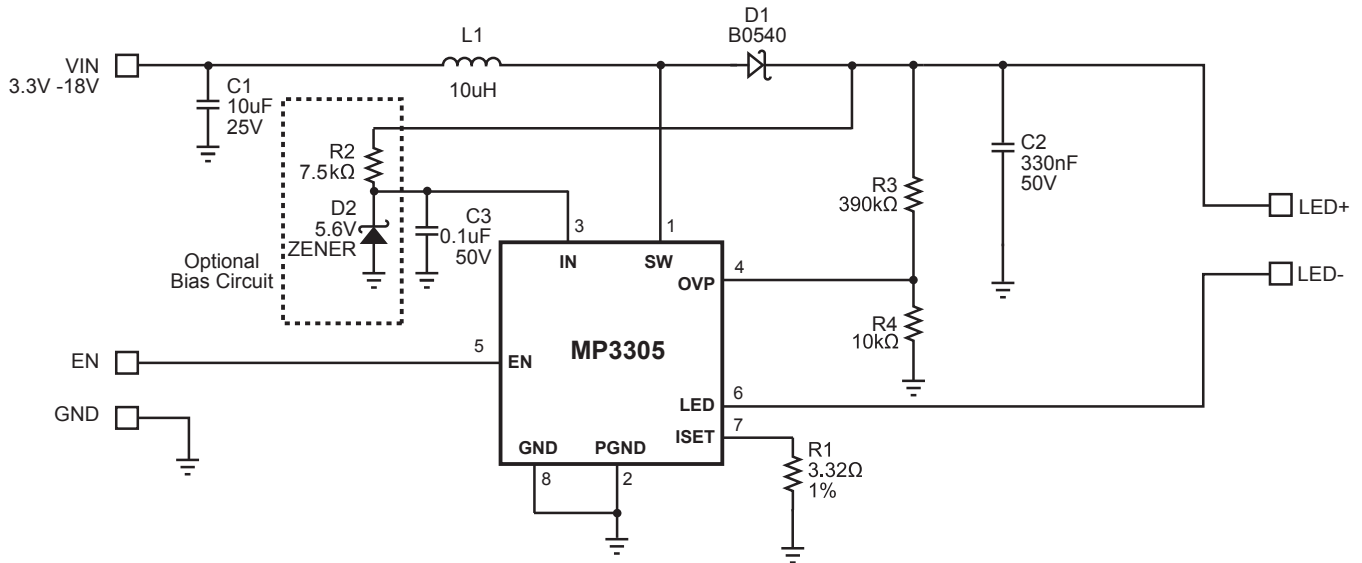 VIN
3.3V -18V
C1
10uF
25V
L1
10uH
D1
B0540
R2
7.5kΩ
D2
5.6V
ZENER
C3
0.1uF
50V
Optional
Bias Circuit
R3
390kΩ
R4
10kΩ
C2
330nF
50V
LED+
LED-
3
1
IN
SW
4
OVP
MP3305
EN
5
EN
GND
LED
6
ISET
7
GND
PGND
8
2
R1
3.32Ω
1%